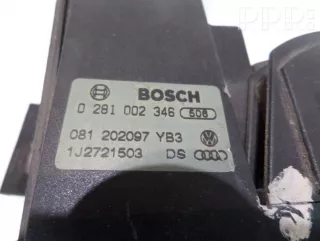 BOSCH
0 281 002 346 506
081 202097 YB3
1J2721503 DS